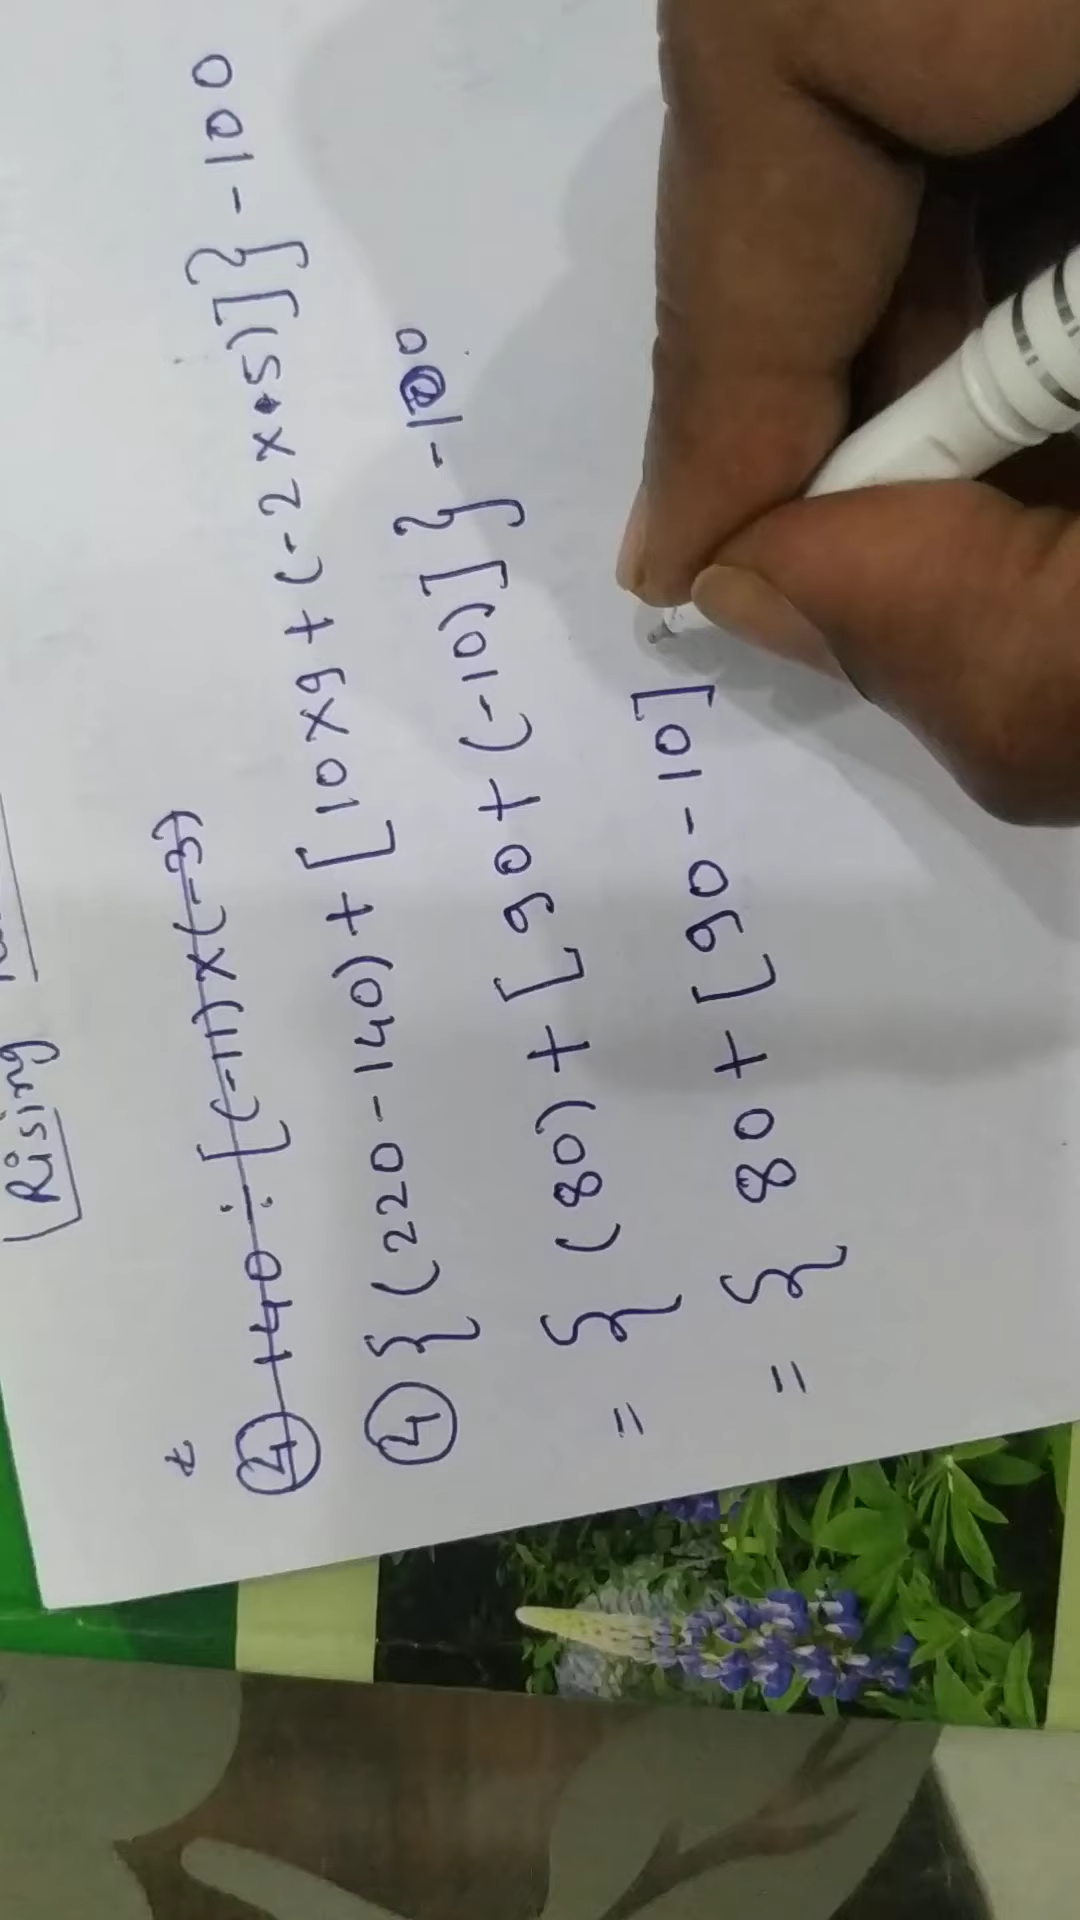 Rising
④ 140 ÷ [(-11)×(-3)
④ {(220-140)+[10×9+(-2×5)]}-100
= {(80)+[90+(-10)]}-100
= {80+[90-10]